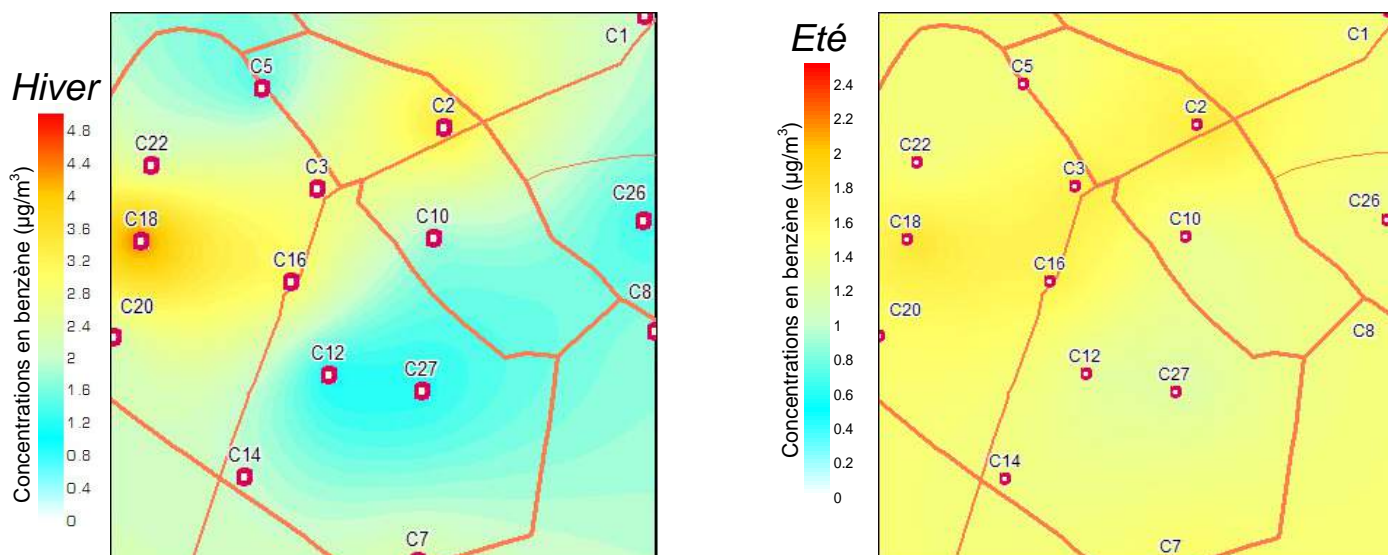 Hiver
Concentrations en benzène (µg/m³)
4.8
4.4
4
3.6
3.2
2.8
2.4
2
1.6
1.2
0.8
0.4
0
C1
C5
C2
C22
C3
C26
C18
C10
C16
C8
C20
C12
C27
C14
C7
Eté
Concentrations en benzène (µg/m³)
2.4
2.2
2
1.8
1.6
1.4
1.2
1
0.8
0.6
0.4
0.2
0
C1
C5
C2
C22
C3
C26
C18
C10
C16
C20
C8
C12
C27
C14
C7